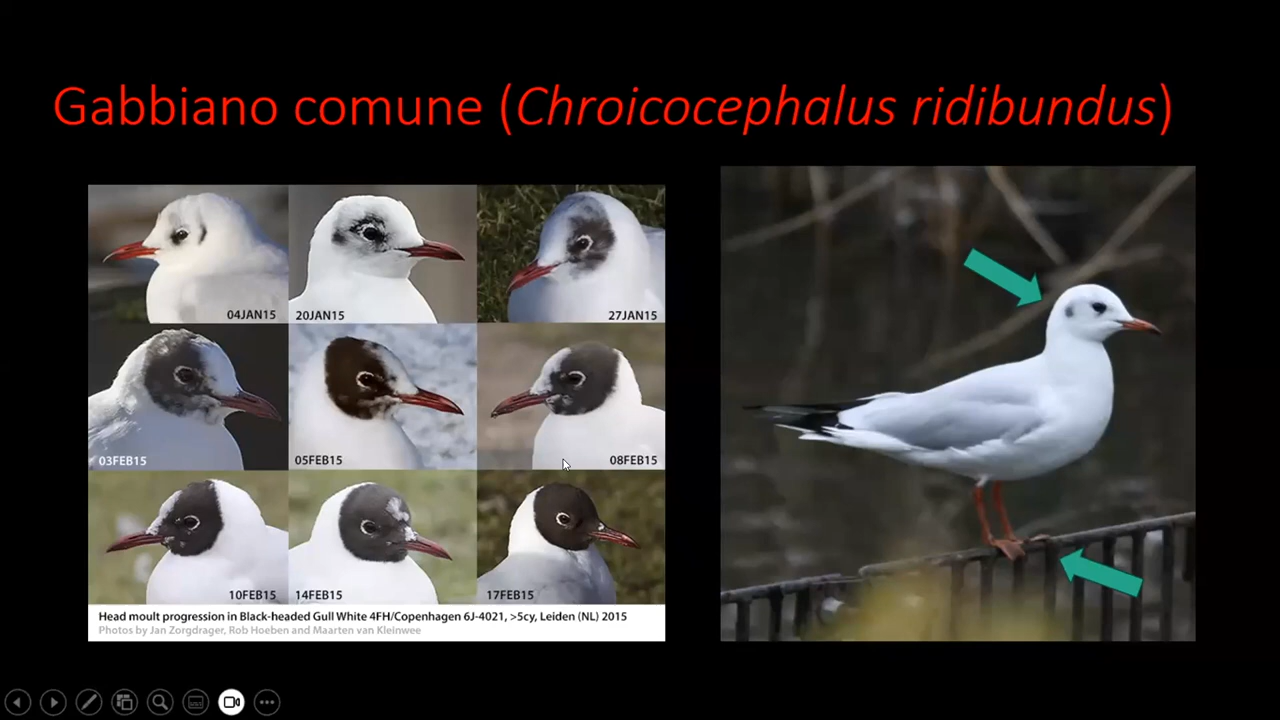 Gabbiano comune (Chroicocephalus ridibundus)
04JAN15
20JAN15
27JAN15
03FEB15
05FEB15
08FEB15
10FEB15
14FEB15
17FEB15
Head moult progression in Black-headed Gull White 4FH/Copenhagen 6J-4021, >5cy, Leiden (NL) 2015
Photos by Jan Zorgdrager, Rob Hoeben and Maarten van Kleinwee